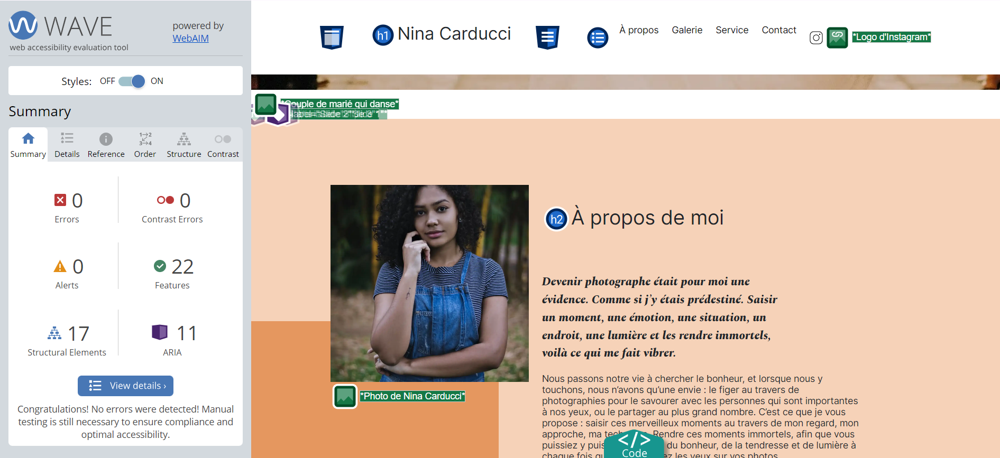 WAVE
powered by
WebAIM
web accessibility evaluation tool
Styles: OFF ON
Summary
Summary Details Reference Order Structure Contrast
0
Errors
0
Contrast Errors
0
Alerts
22
Features
17
Structural Elements
11
ARIA
View details ›
Congratulations! No errors were detected! Manual
testing is still necessary to ensure compliance and
optimal accessibility.
h1 Nina Carducci
À propos Galerie Service Contact
*Logo d'Instagram*
*Couple de marié qui danse*
h2 À propos de moi
Devenir photographe était pour moi une
évidence. Comme si j'y étais prédestiné. Saisir
un moment, une émotion, une situation, un
endroit, une lumière et les rendre immortels,
voilà ce qui me fait vibrer.
*Photo de Nina Carducci*
Nous passons notre vie à chercher le bonheur, et lorsque nous y
touchons, nous n'avons qu'une envie : le figer au travers de
photographies pour le savourer avec les personnes qui sont importantes
à nos yeux, ou le partager au plus grand nombre. C'est ce que je vous
propose : saisir ces merveilleux moments au travers de mon regard, mon
approche, ma Rendre ces moments immortels, afin que vous
puissiez y du bonheur, de la tendresse et de lumière à
chaque fois les yeux sur vos photos.
</> Code